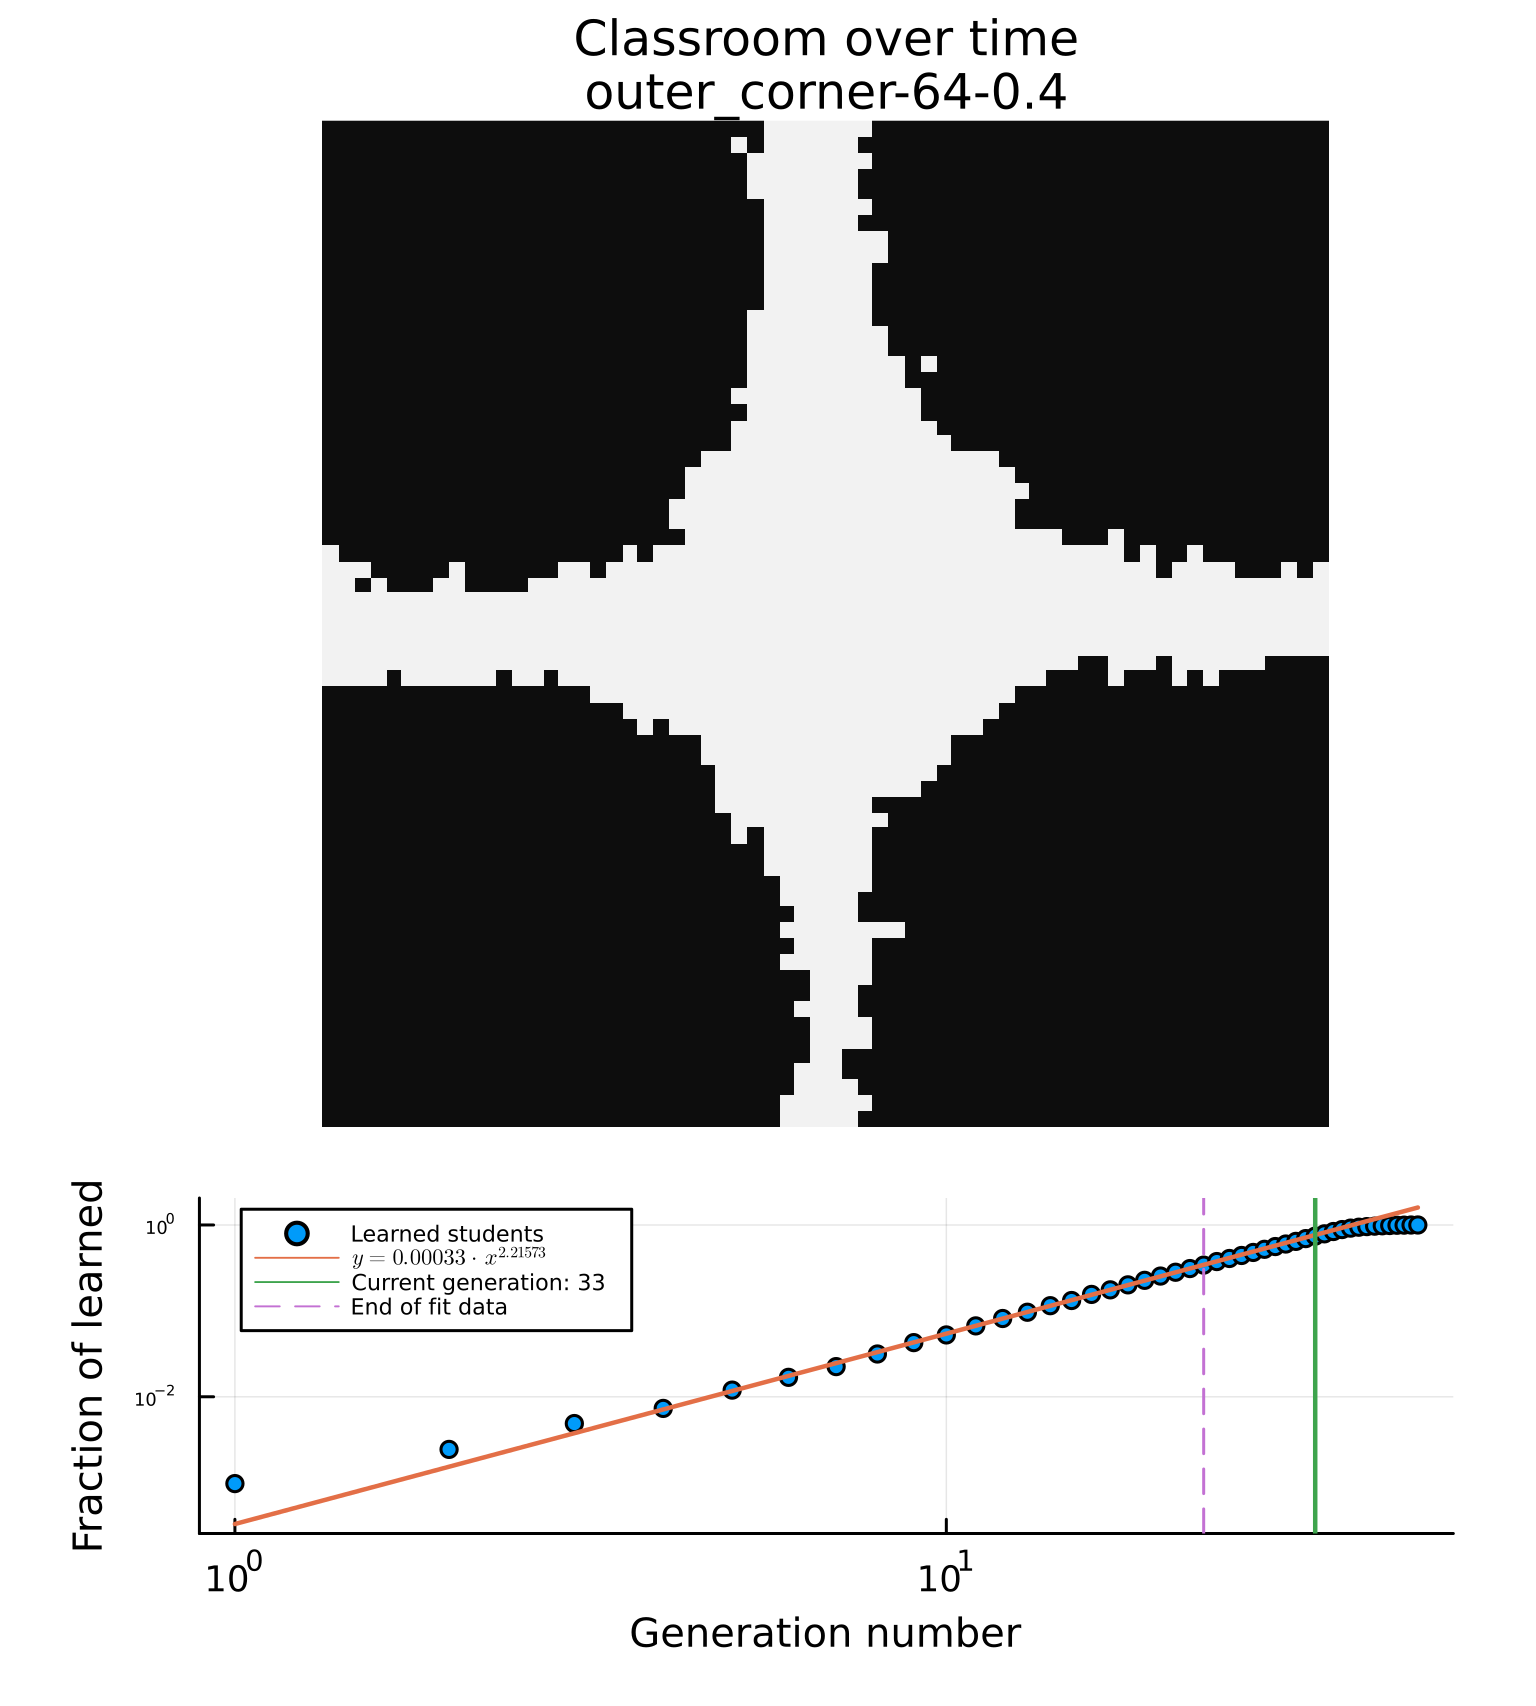 Classroom over time
outer_corner-64-0.4
Fraction of learned
10^0
10^−2
Learned students
y = 0.00033 · x^2.21573
Current generation: 33
End of fit data
10^0
10^1
Generation number